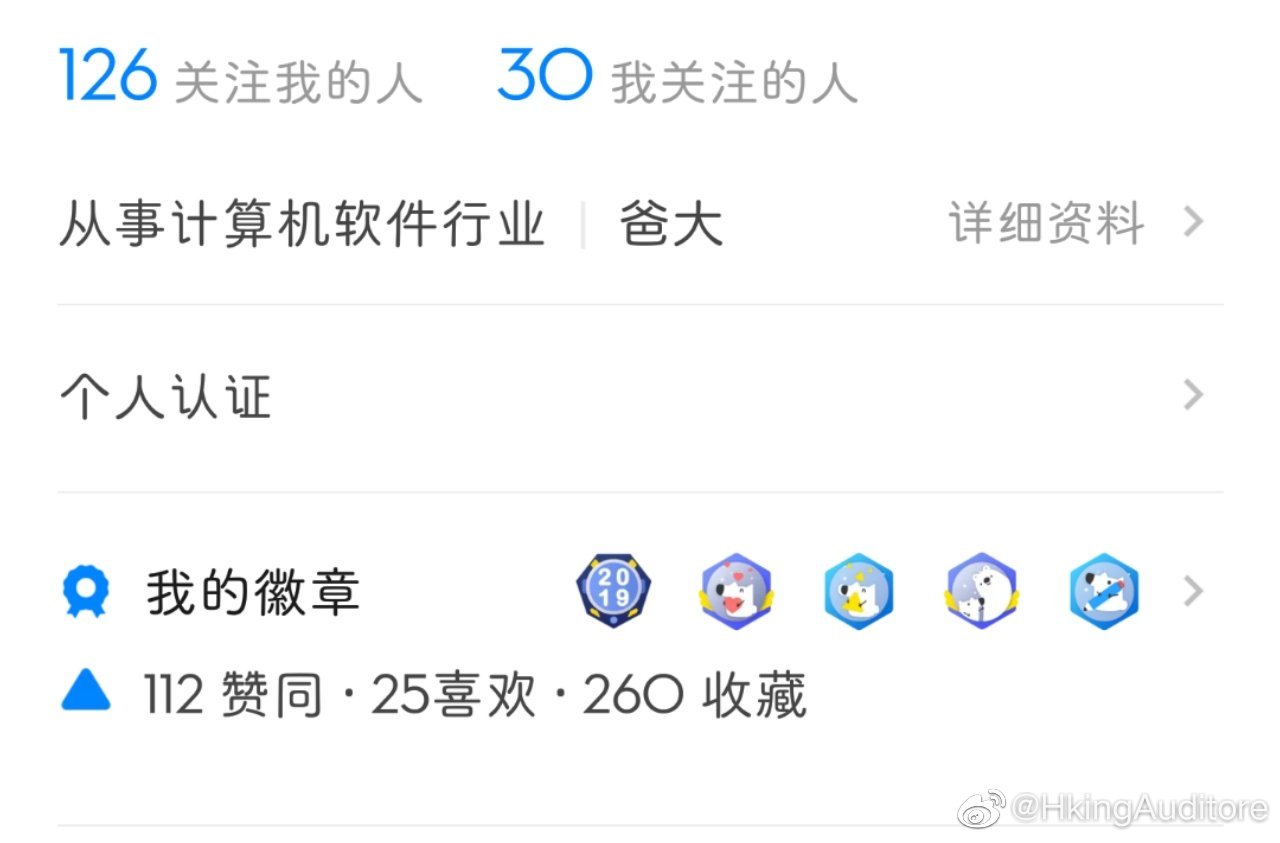 126 关注我的人 30 我关注的人
从事计算机软件行业 | 爸大 详细资料
个人认证
我的徽章 2019
112 赞同 · 25喜欢 · 260 收藏
@HkingAuditore